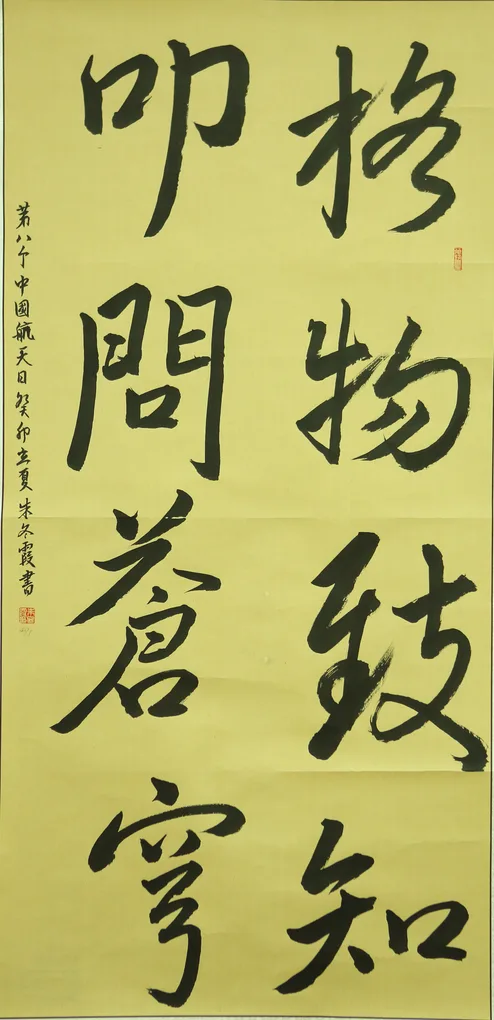 格物致知
叩問蒼穹
第八个中國航天日癸卯立夏朱冬霞書